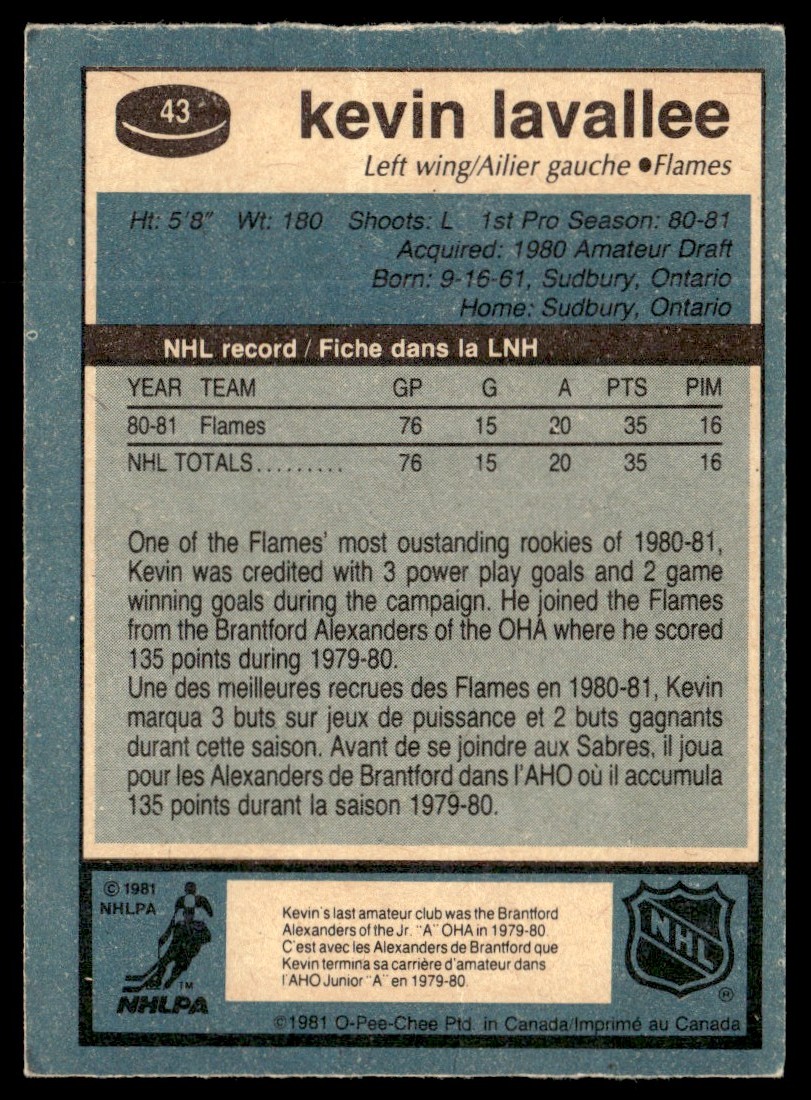 43
kevin lavallee
Left wing/Ailier gauche ●Flames
Ht: 5'8" Wt: 180 Shoots: L 1st Pro Season: 80-81
Acquired: 1980 Amateur Draft
Born: 9-16-61, Sudbury, Ontario
Home: Sudbury, Ontario
NHL record / Fiche dans la LNH
YEAR TEAM GP G A PTS PIM
80-81 Flames 76 15 20 35 16
NHL TOTALS......... 76 15 20 35 16
One of the Flames' most oustanding rookies of 1980-81,
Kevin was credited with 3 power play goals and 2 game
winning goals during the campaign. He joined the Flames
from the Brantford Alexanders of the OHA where he scored
135 points during 1979-80.
Une des meilleures recrues des Flames en 1980-81, Kevin
marqua 3 buts sur jeux de puissance et 2 buts gagnants
durant cette saison. Avant de se joindre aux Sabres, il joua
pour les Alexanders de Brantford dans l'AHO où il accumula
135 points durant la saison 1979-80.
© 1981
NHLPA
TM
NHLPA
Kevin's last amateur club was the Brantford
Alexanders of the Jr. "A" OHA in 1979-80.
C'est avec les Alexanders de Brantford que
Kevin termina sa carrière d'amateur dans
l'AHO Junior "A" en 1979-80.
NHL
®
©1981 O-Pee-Chee Ptd. in Canada/Imprimé au Canada